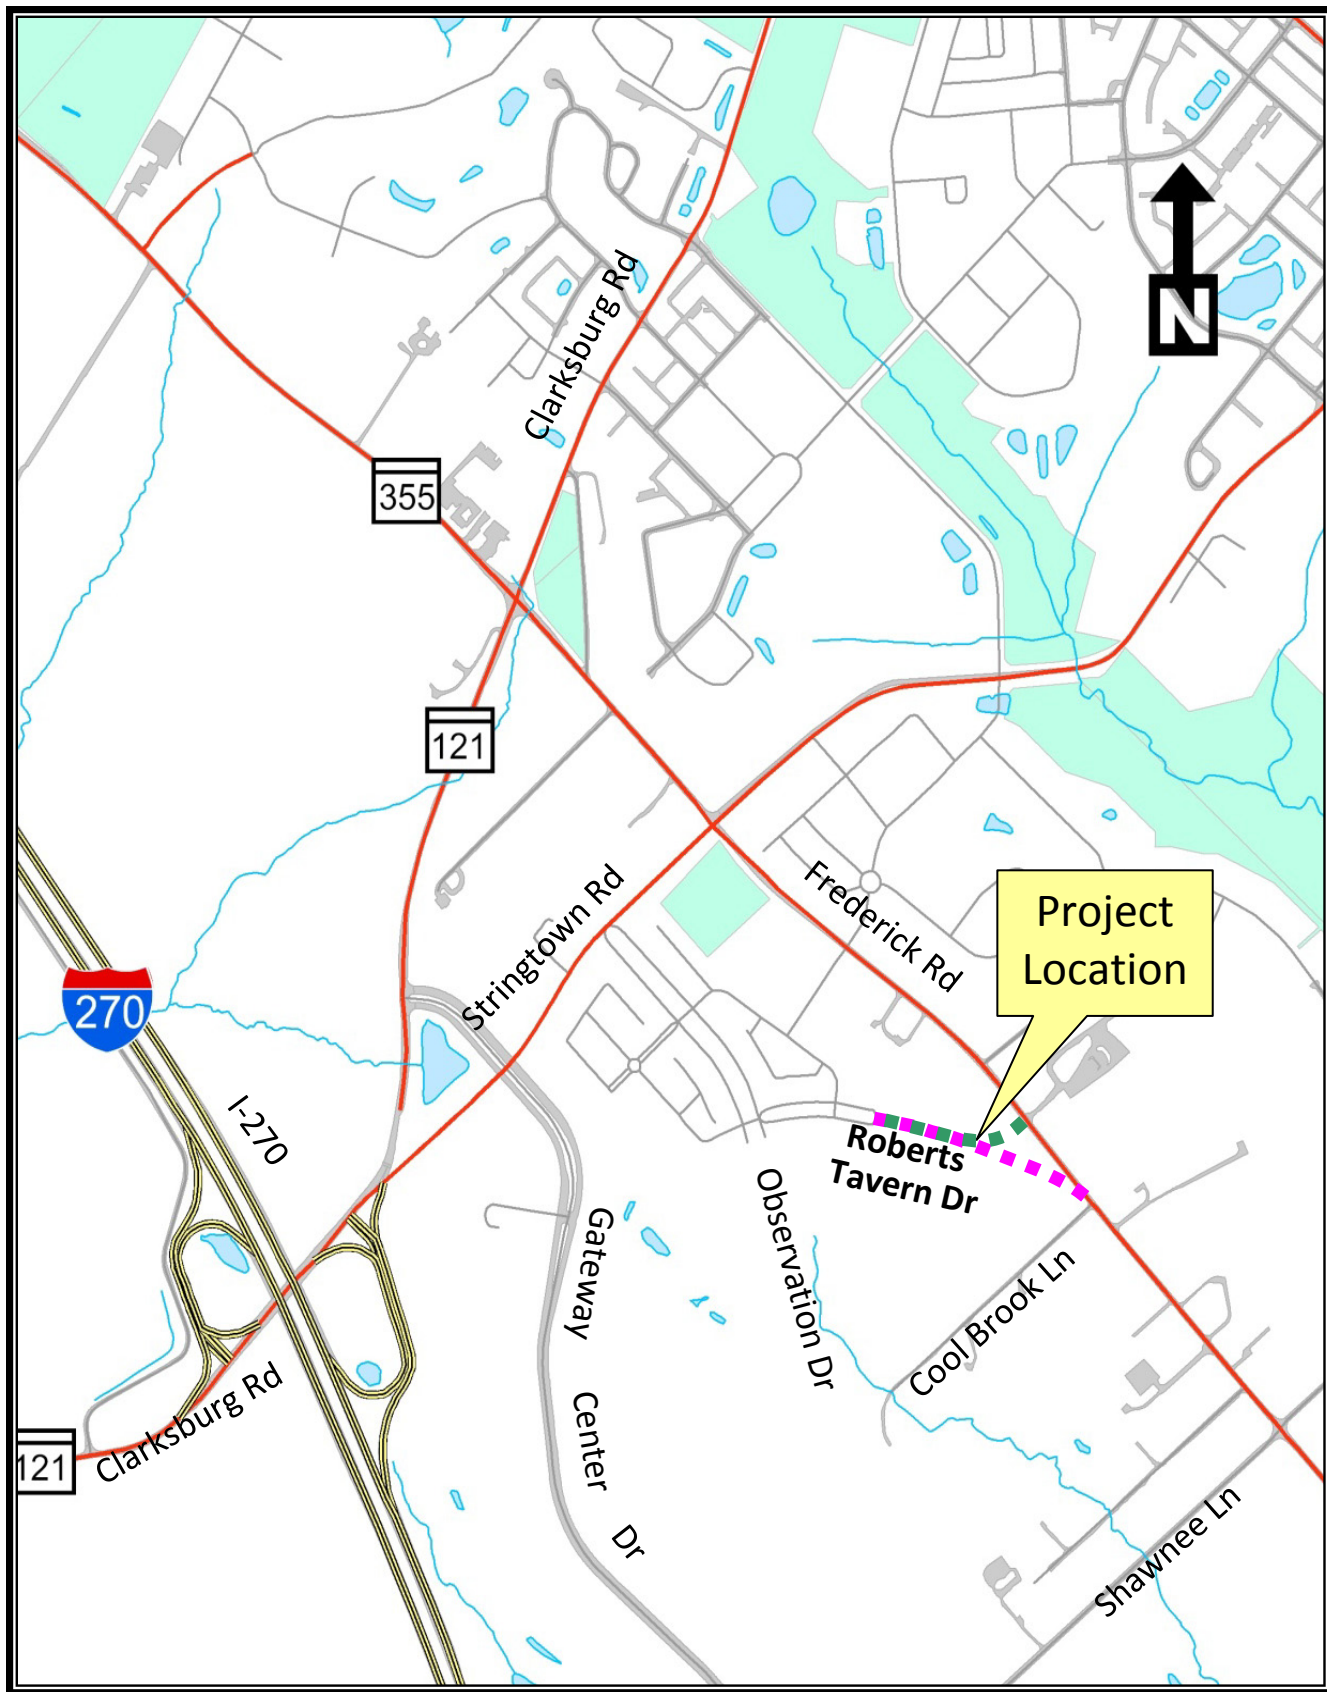 Clarksburg Rd
N
355
121
Stringtown Rd
Frederick Rd
Project
Location
270
I-270
Roberts
Tavern Dr
Observation Dr
Gateway
Center
Dr
Cool Brook Ln
Clarksburg Rd
121
Shawnee Ln